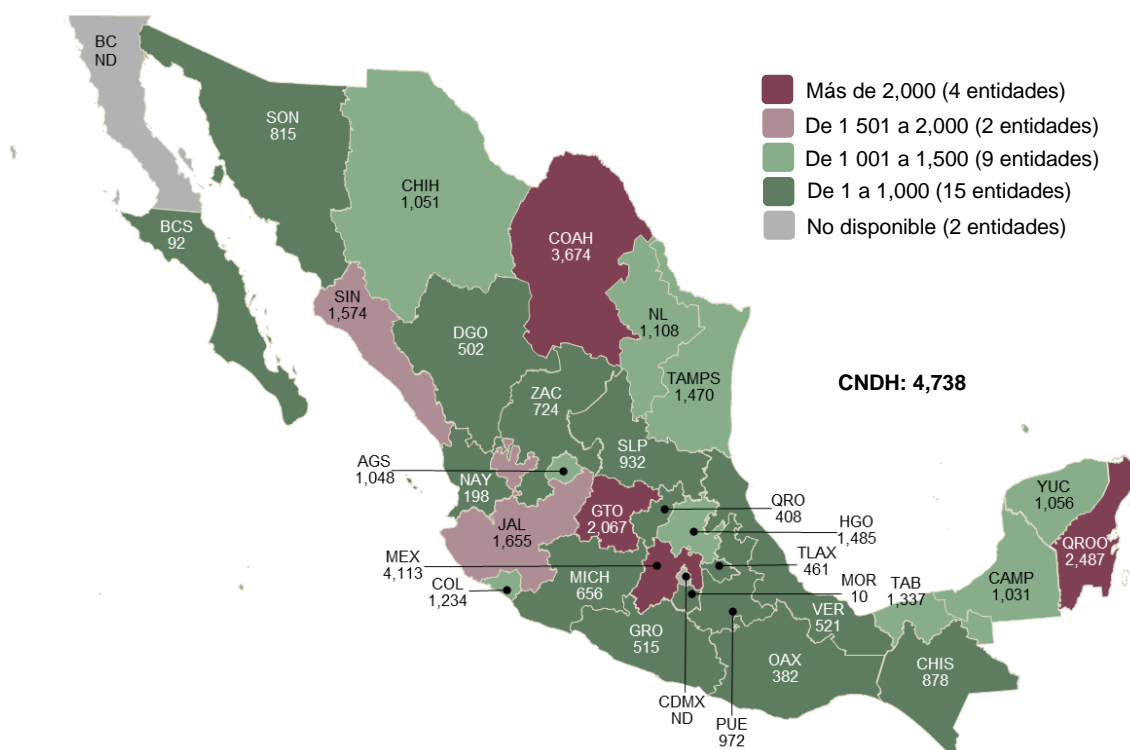 BC
ND
SON
815
CHIH
1,051
BCS
92
COAH
3,674
SIN
1,574
NL
1,108
DGO
502
TAMPS
1,470
ZAC
724
SLP
932
AGS
1,048
NAY
198
GTO
2,067
QRO
408
JAL
1,655
HGO
1,485
MEX
4,113
TLAX
461
COL
1,234
MICH
656
MOR
10
TAB
1,337
VER
521
GRO
515
OAX
382
CDMX
ND
PUE
972
CHIS
878
CAMP
1,031
YUC
1,056
QROO
2,487
Más de 2,000 (4 entidades)
De 1 501 a 2,000 (2 entidades)
De 1 001 a 1,500 (9 entidades)
De 1 a 1,000 (15 entidades)
No disponible (2 entidades)
CNDH: 4,738